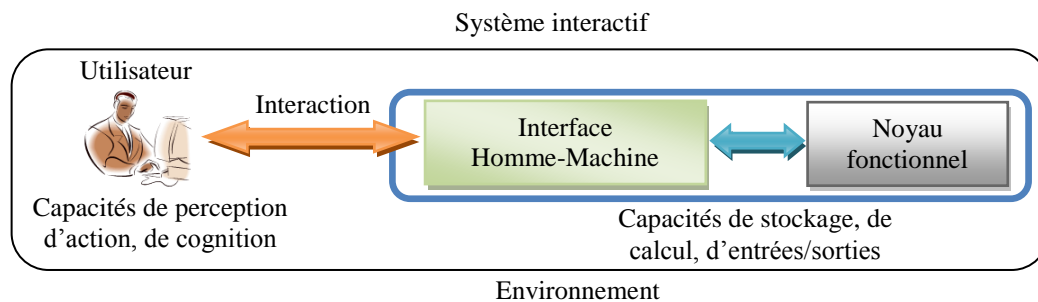 Système interactif
Utilisateur
Interaction
Interface
Homme-Machine
Noyau
fonctionnel
Capacités de perception
d’action, de cognition
Capacités de stockage, de
calcul, d’entrées/sorties
Environnement